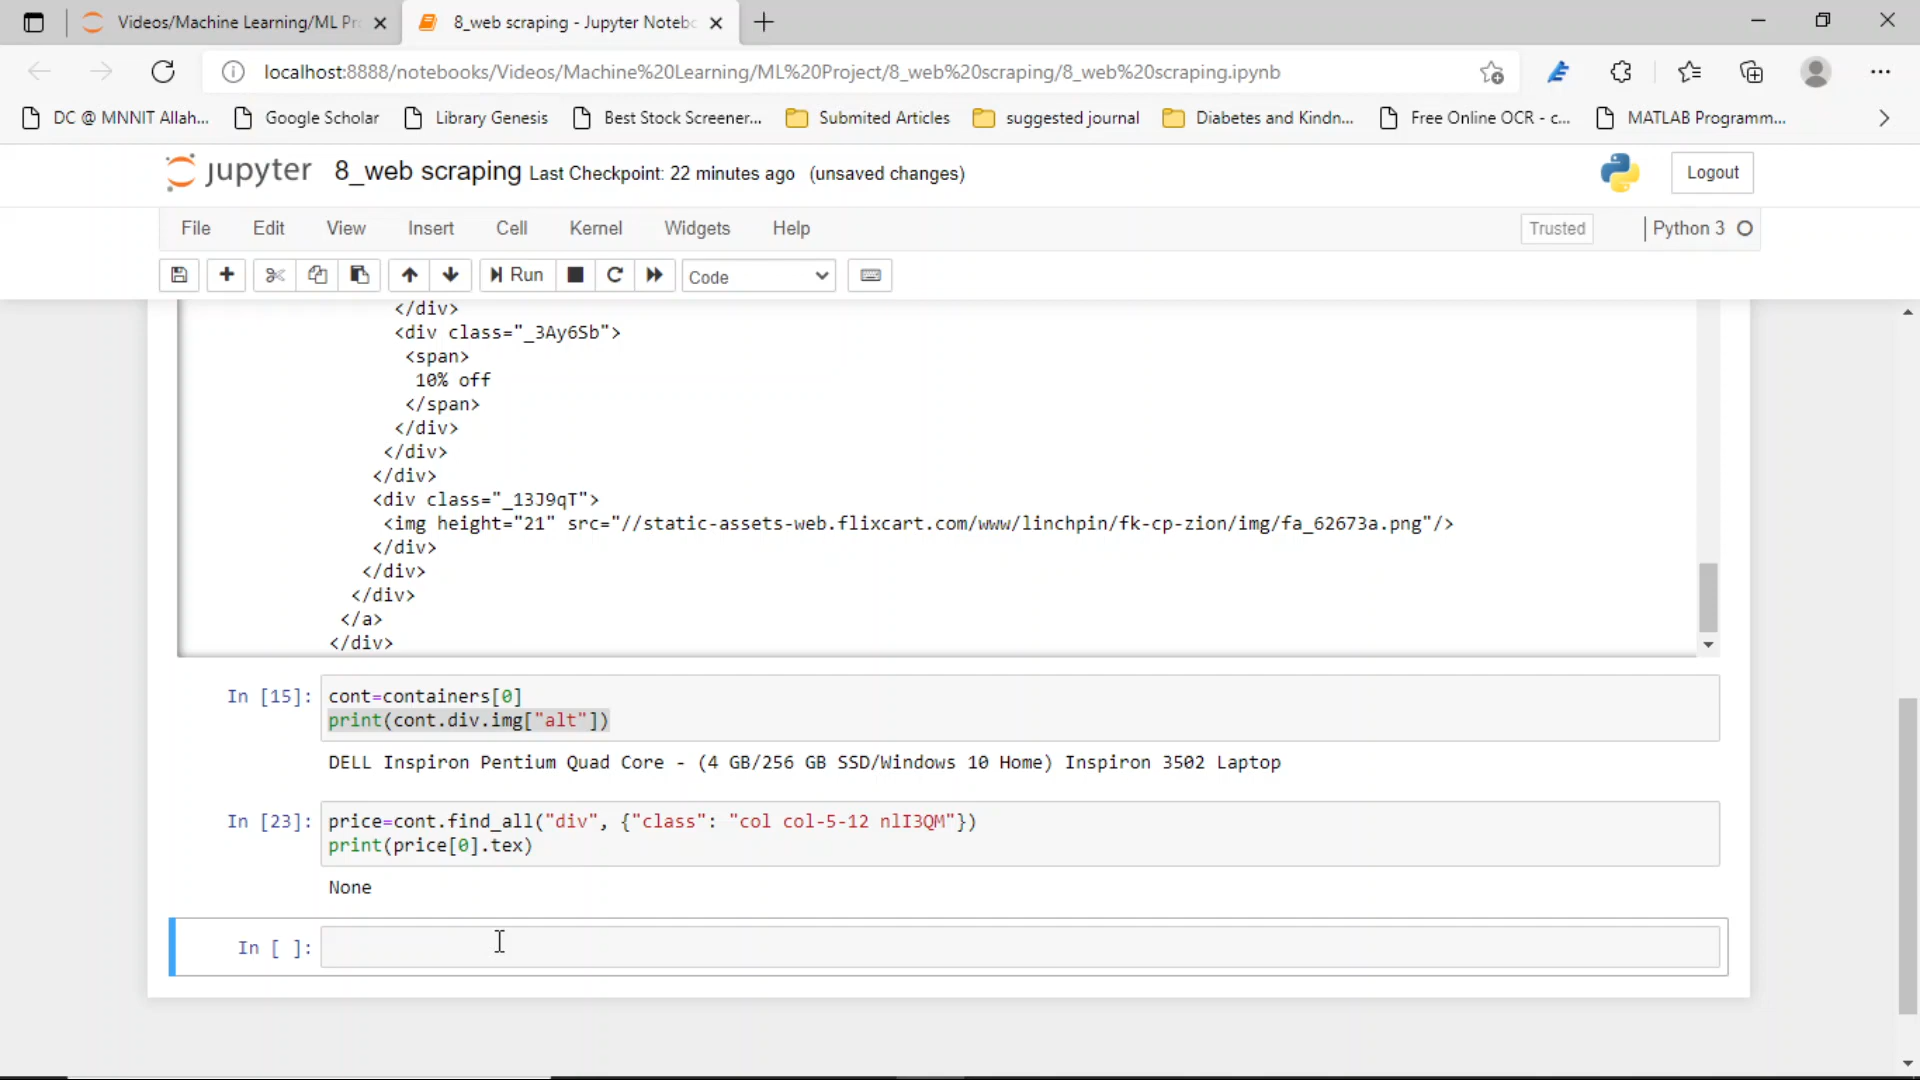 Videos/Machine Learning/ML Pr
8_web scraping - Jupyter Notebo
localhost:8888/notebooks/Videos/Machine%20Learning/ML%20Project/8_web%20scraping/8_web%20scraping.ipynb
DC @ MNNIT Allah...
Google Scholar
Library Genesis
Best Stock Screener...
Submited Articles
suggested journal
Diabetes and Kindn...
Free Online OCR - c...
MATLAB Programm...
jupyter 8_web scraping Last Checkpoint: 22 minutes ago (unsaved changes)
Logout
File Edit View Insert Cell Kernel Widgets Help
Trusted
Python 3
Run
Code
</div>
<div class="_3Ay6Sb">
<span>
10% off
</span>
</div>
</div>
</div>
<div class="_13J9qT">
<img height="21" src="//static-assets-web.flixcart.com/www/linchpin/fk-cp-zion/img/fa_62673a.png"/>
</div>
</div>
</div>
</a>
</div>
In [15]: cont=containers[0]
print(cont.div.img["alt"])
DELL Inspiron Pentium Quad Core - (4 GB/256 GB SSD/Windows 10 Home) Inspiron 3502 Laptop
In [23]: price=cont.find_all("div", {"class": "col col-5-12 nlI3QM"})
print(price[0].tex)
None
In [ ]: